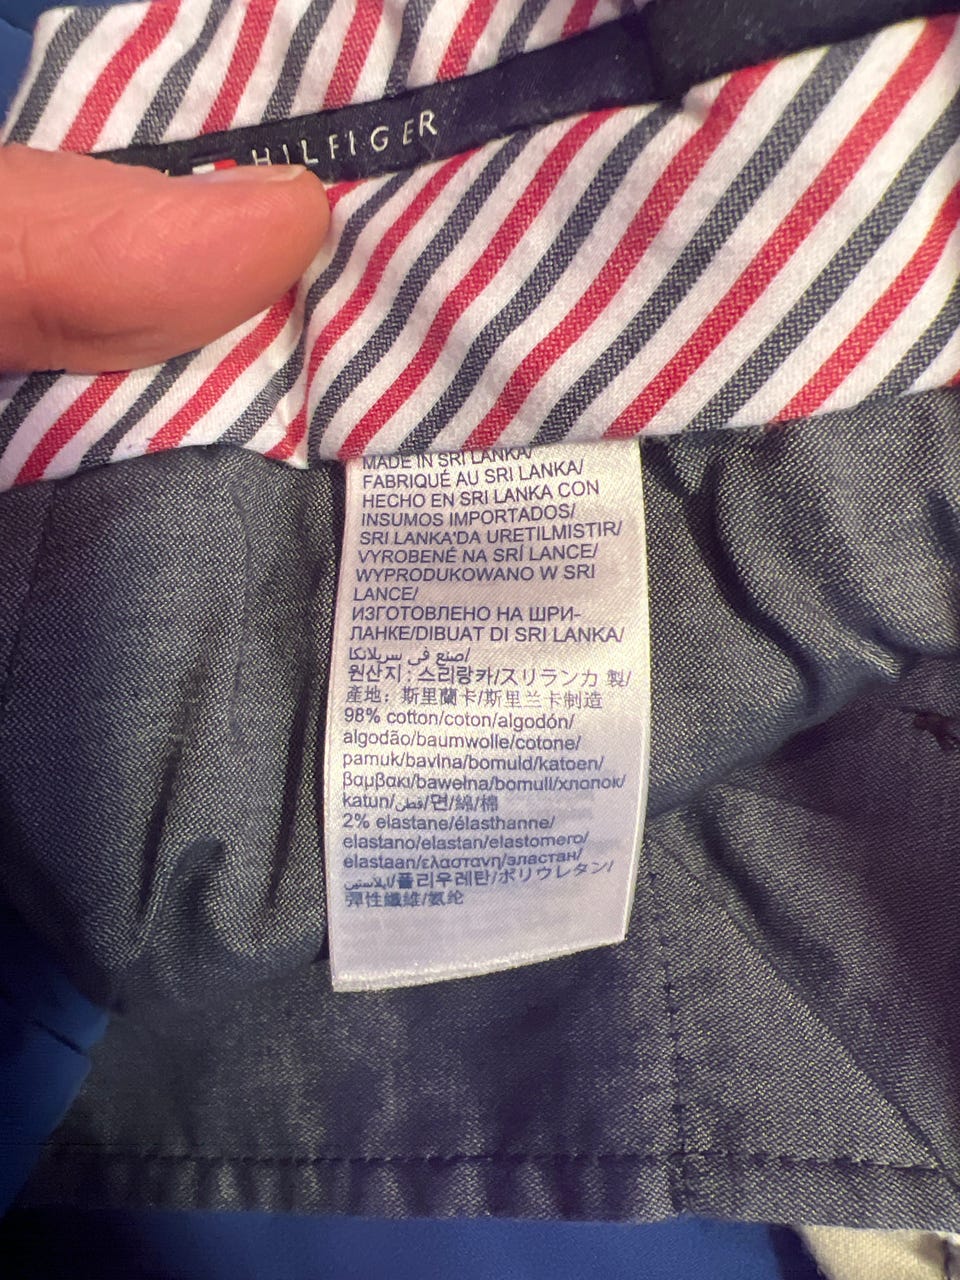 HILFIGER
MADE IN SRI LANKA/
FABRIQUÉ AU SRI LANKA/
HECHO EN SRI LANKA CON
INSUMOS IMPORTADOS/
SRI LANKA'DA URETILMISTIR/
VYROBENÉ NA SRÍ LANCE/
WYPRODUKOWANO W SRI
LANCE/
ИЗГОТОВЛЕНО НА ШРИ-
ЛАНКЕ/DIBUAT DI SRI LANKA/
صنع في سريلانكا/
원산지 : 스리랑카/スリランカ 製/
產地：斯里蘭卡/斯里兰卡制造
98% cotton/coton/algodón/
algodão/baumwolle/cotone/
pamuk/bavlna/bomuld/katoen/
βαμβακι/bawełna/bomull/хлопок/
katun/قطن/면/綿/棉
2% elastane/élasthanne/
elastano/elastan/elastomero/
elastaan/ελαστανη/эластан/
ايلاستين/폴리우레탄/ポリウレタン/
彈性纖維/氨纶